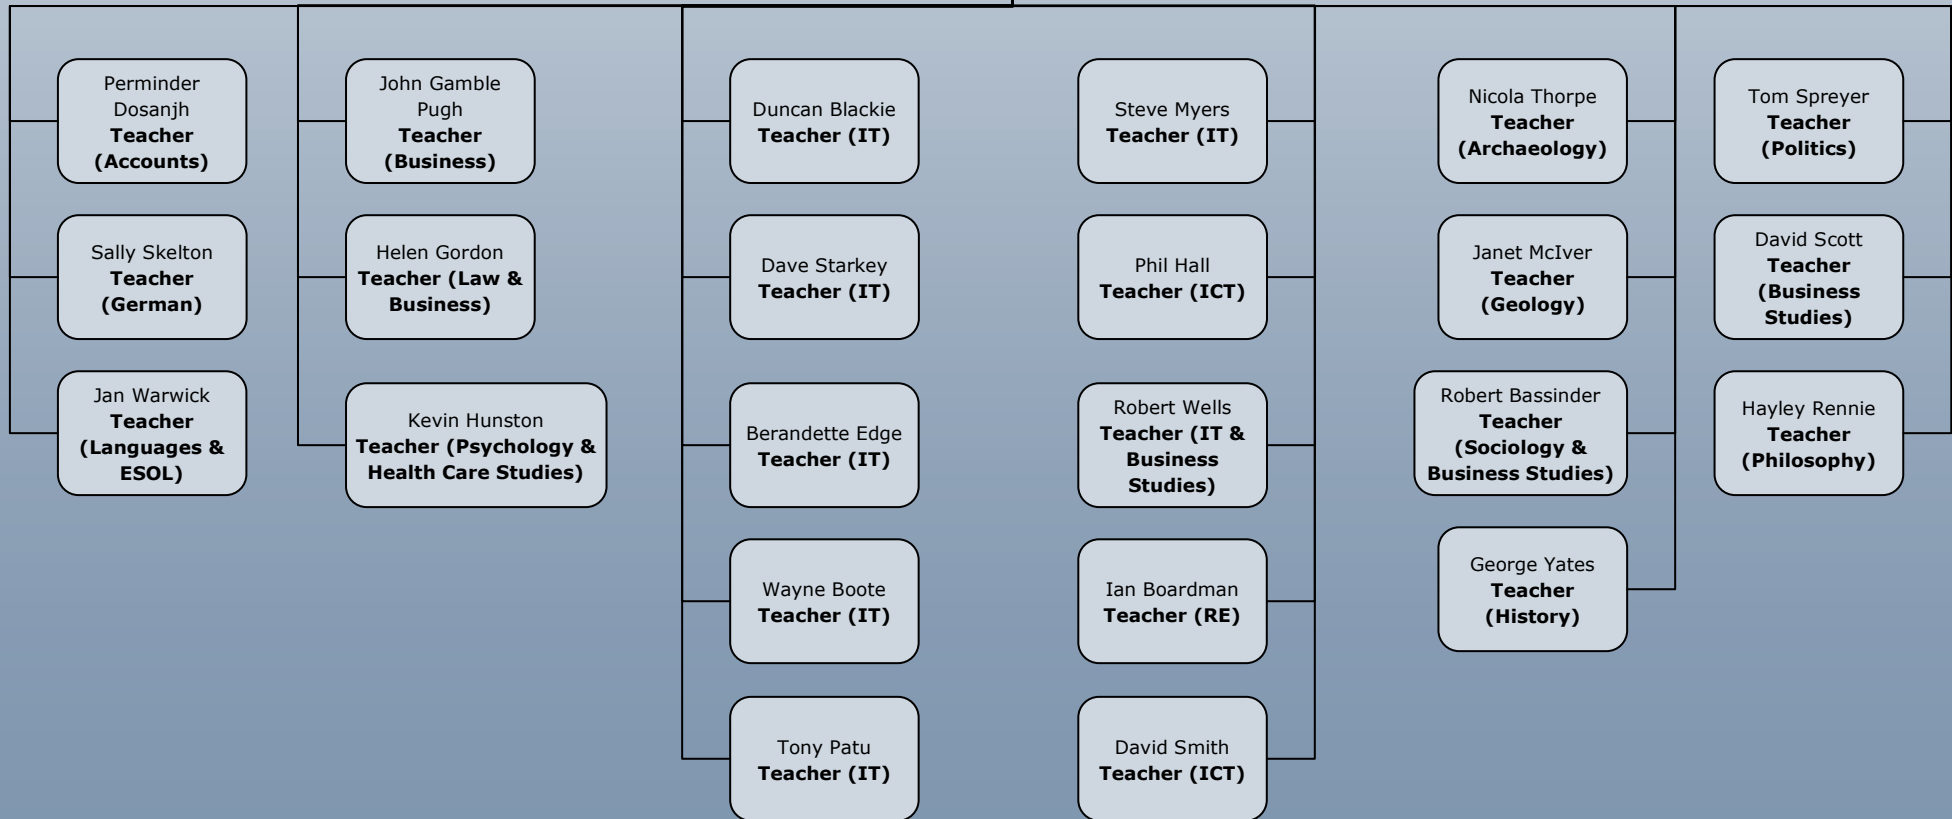 Perminder
Dosanjh
Teacher
(Accounts)
Sally Skelton
Teacher
(German)
Jan Warwick
Teacher
(Languages &
ESOL)
John Gamble
Pugh
Teacher
(Business)
Helen Gordon
Teacher (Law &
Business)
Kevin Hunston
Teacher (Psychology &
Health Care Studies)
Duncan Blackie
Teacher (IT)
Dave Starkey
Teacher (IT)
Berandette Edge
Teacher (IT)
Wayne Boote
Teacher (IT)
Tony Patu
Teacher (IT)
Steve Myers
Teacher (IT)
Phil Hall
Teacher (ICT)
Robert Wells
Teacher (IT &
Business
Studies)
Ian Boardman
Teacher (RE)
David Smith
Teacher (ICT)
Nicola Thorpe
Teacher
(Archaeology)
Janet McIver
Teacher
(Geology)
Robert Bassinder
Teacher
(Sociology &
Business Studies)
George Yates
Teacher
(History)
Tom Spreyer
Teacher
(Politics)
David Scott
Teacher
(Business
Studies)
Hayley Rennie
Teacher
(Philosophy)